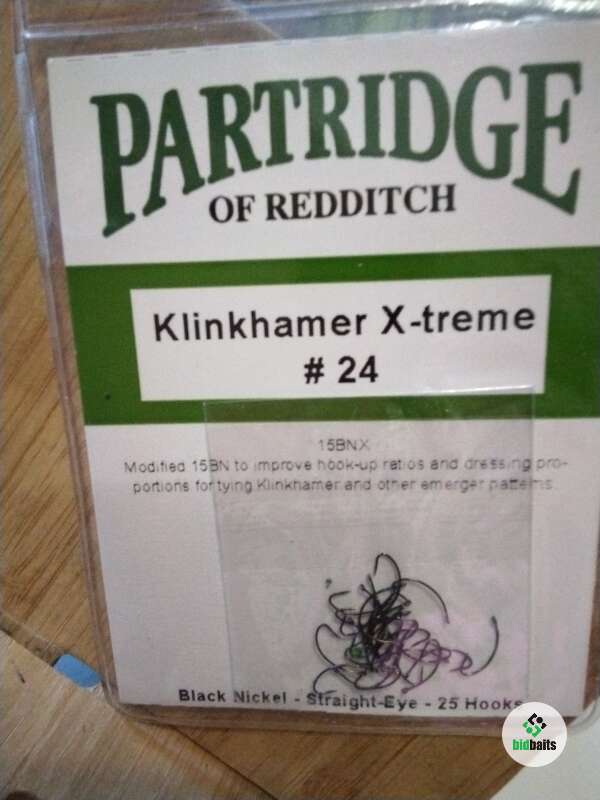 PARTRIDGE
OF REDDITCH
Klinkhamer X-treme
# 24
15BNX
Modified 15BN to improve hook-up ratios and dressing pro-
portions for tying Klinkhamer and other emerger patterns.
Black Nickel - Straight-Eye - 25 Hooks
bidbaits